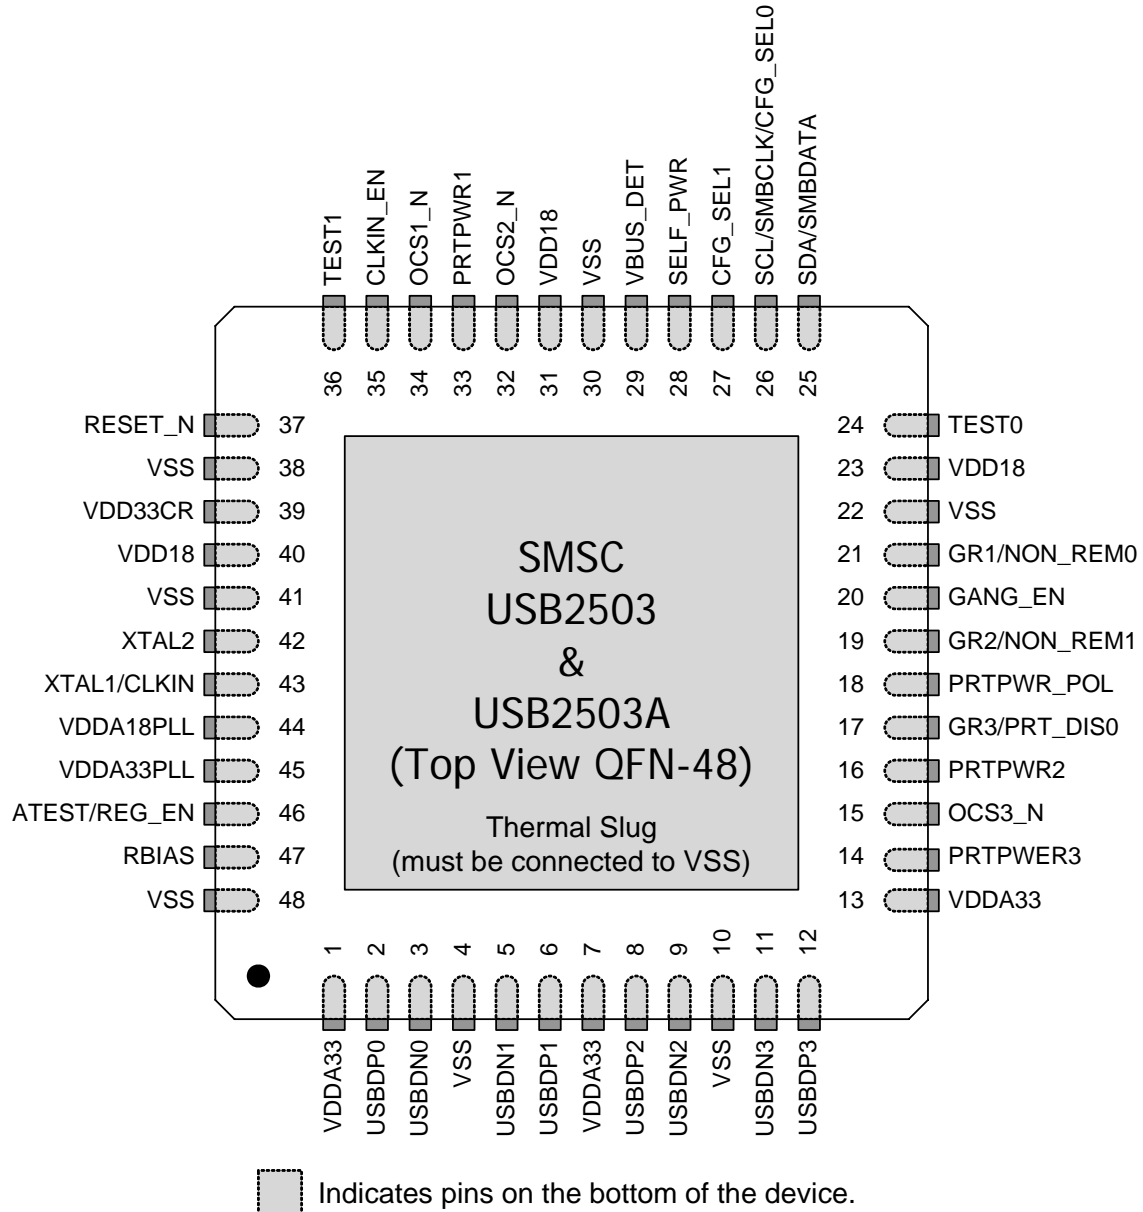 TEST1
CLKIN_EN
OCS1_N
PRTPWR1
OCS2_N
VDD18
VSS
VBUS_DET
SELF_PWR
CFG_SEL1
SCL/SMBCLK/CFG_SEL0
SDA/SMBDATA
36
35
34
33
32
31
30
29
28
27
26
25
RESET_N 37
VSS 38
VDD33CR 39
VDD18 40
VSS 41
XTAL2 42
XTAL1/CLKIN 43
VDDA18PLL 44
VDDA33PLL 45
ATEST/REG_EN 46
RBIAS 47
VSS 48
SMSC
USB2503
&
USB2503A
(Top View QFN-48)
Thermal Slug
(must be connected to VSS)
24 TEST0
23 VDD18
22 VSS
21 GR1/NON_REM0
20 GANG_EN
19 GR2/NON_REM1
18 PRTPWR_POL
17 GR3/PRT_DIS0
16 PRTPWR2
15 OCS3_N
14 PRTPWER3
13 VDDA33
1
2
3
4
5
6
7
8
9
10
11
12
VDDA33
USBDP0
USBDN0
VSS
USBDN1
USBDP1
VDDA33
USBDP2
USBDN2
VSS
USBDN3
USBDP3
Indicates pins on the bottom of the device.